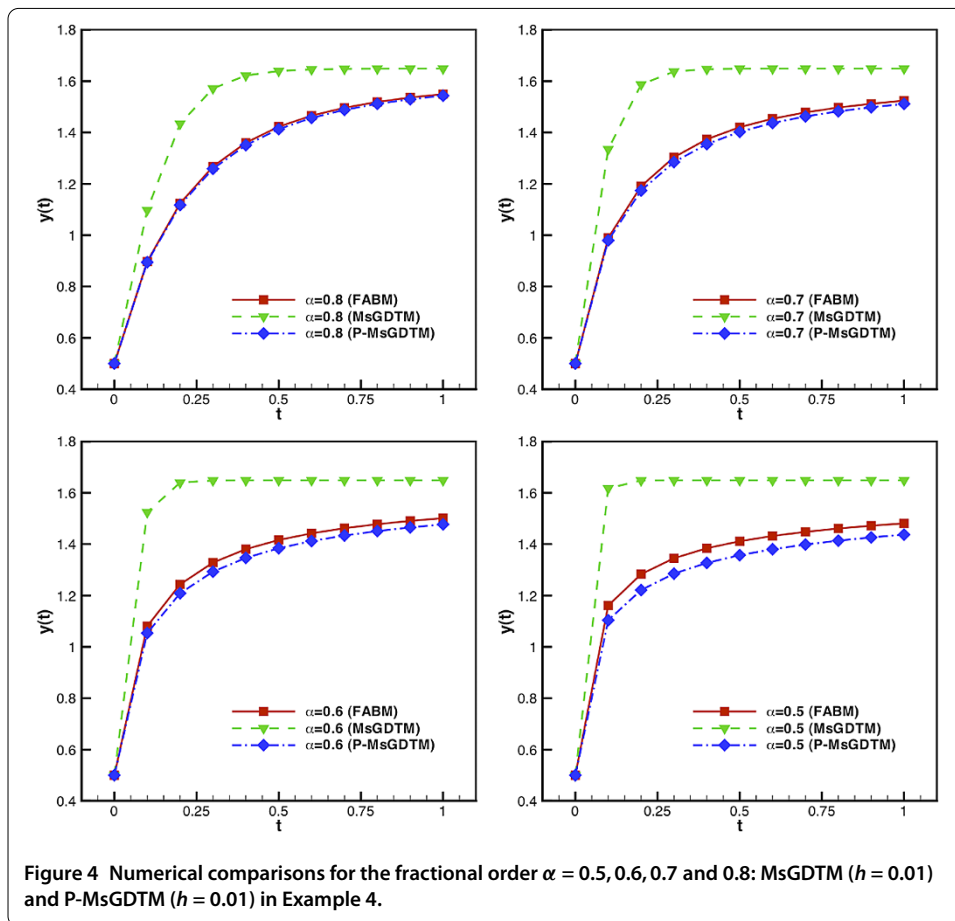 1.8
1.6
1.4
1.2
1
0.8
0.6
0.4
y(t)
0
0.25
0.5
0.75
1
t
α=0.8 (FABM)
α=0.8 (MsGDTM)
α=0.8 (P-MsGDTM)
1.8
1.6
1.4
1.2
1
0.8
0.6
0.4
y(t)
0
0.25
0.5
0.75
1
t
α=0.7 (FABM)
α=0.7 (MsGDTM)
α=0.7 (P-MsGDTM)
1.8
1.6
1.4
1.2
1
0.8
0.6
0.4
y(t)
0
0.25
0.5
0.75
1
t
α=0.6 (FABM)
α=0.6 (MsGDTM)
α=0.6 (P-MsGDTM)
1.8
1.6
1.4
1.2
1
0.8
0.6
0.4
y(t)
0
0.25
0.5
0.75
1
t
α=0.5 (FABM)
α=0.5 (MsGDTM)
α=0.5 (P-MsGDTM)
Figure 4 Numerical comparisons for the fractional order α = 0.5, 0.6, 0.7 and 0.8: MsGDTM (h = 0.01)
and P-MsGDTM (h = 0.01) in Example 4.